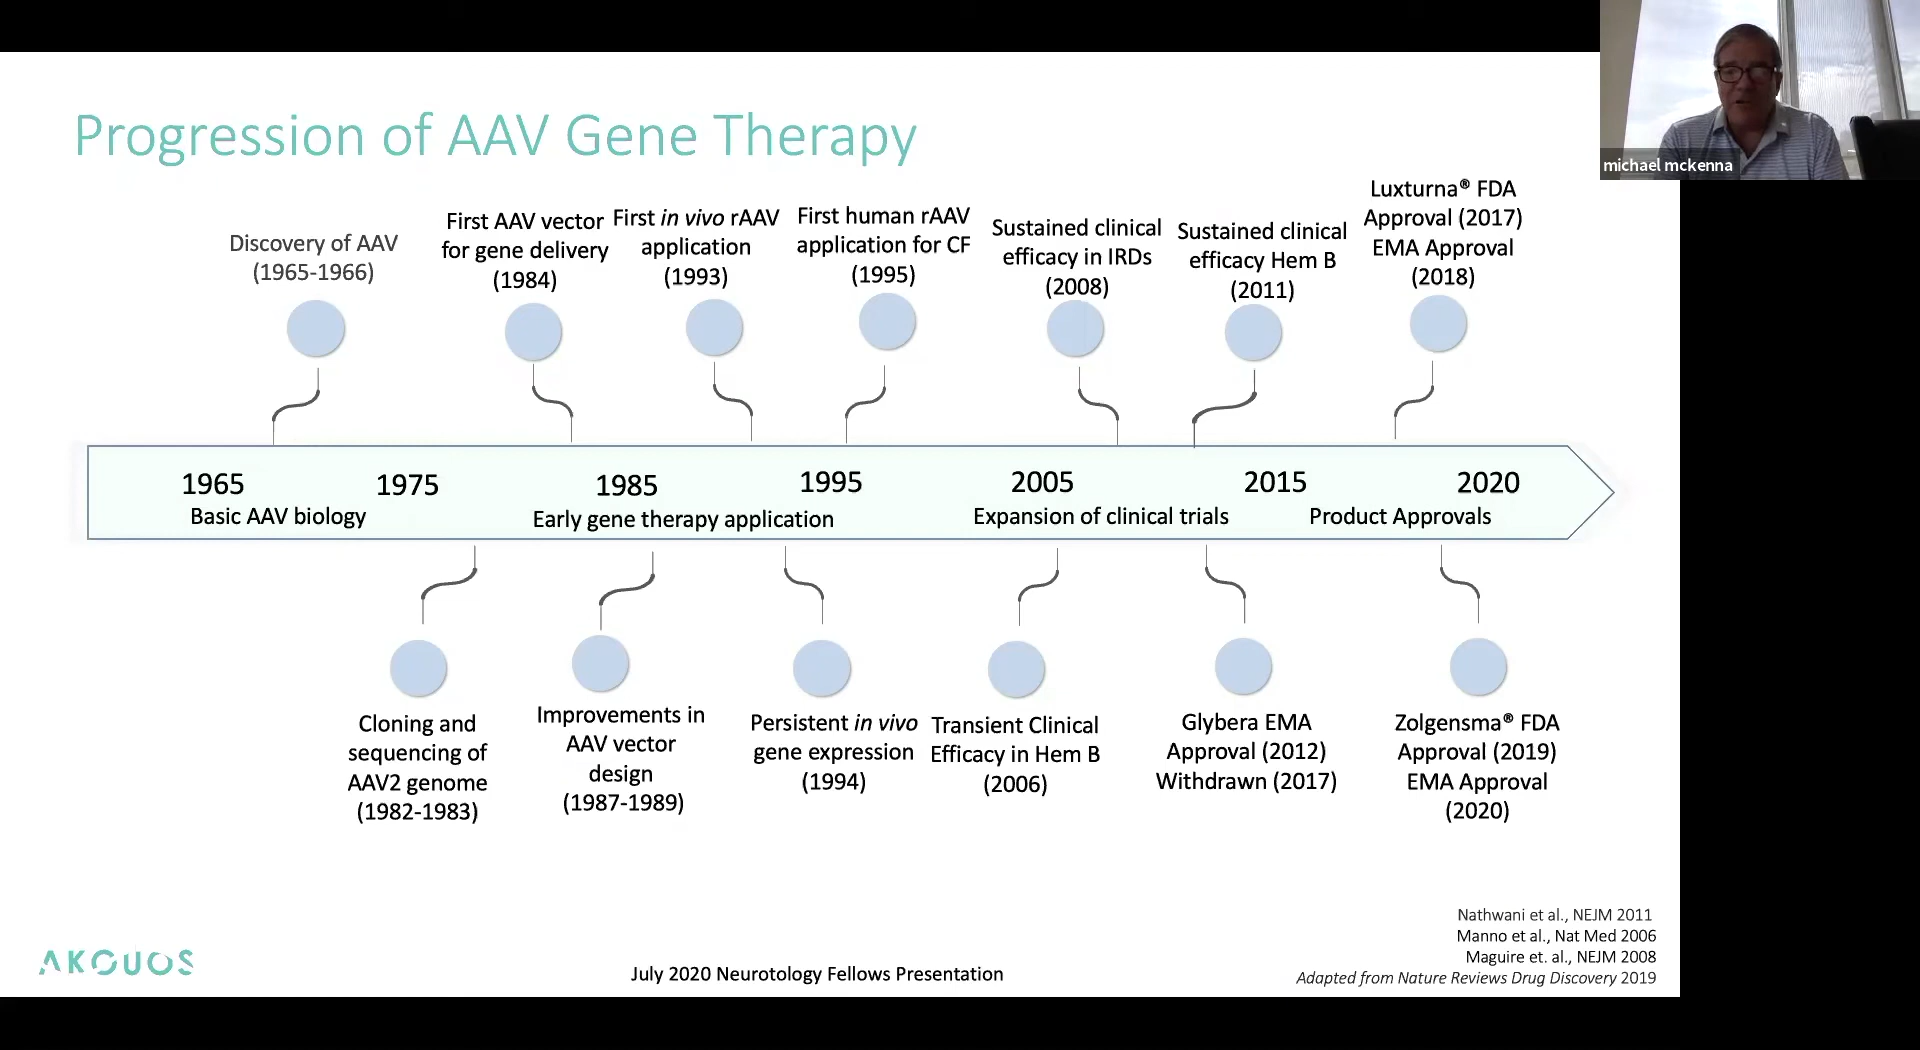 Progression of AAV Gene Therapy
michael mckenna
Discovery of AAV
(1965-1966)
First AAV vector
for gene delivery
(1984)
First in vivo rAAV
application
(1993)
First human rAAV
application for CF
(1995)
Sustained clinical
efficacy in IRDs
(2008)
Sustained clinical
efficacy Hem B
(2011)
Luxturna® FDA
Approval (2017)
EMA Approval
(2018)
1965 1975 1985 1995 2005 2015 2020
Basic AAV biology Early gene therapy application Expansion of clinical trials Product Approvals
Cloning and
sequencing of
AAV2 genome
(1982-1983)
Improvements in
AAV vector
design
(1987-1989)
Persistent in vivo
gene expression
(1994)
Transient Clinical
Efficacy in Hem B
(2006)
Glybera EMA
Approval (2012)
Withdrawn (2017)
Zolgensma® FDA
Approval (2019)
EMA Approval
(2020)
Nathwani et al., NEJM 2011
Manno et al., Nat Med 2006
Maguire et. al., NEJM 2008
Adapted from Nature Reviews Drug Discovery 2019
AKOUOS
July 2020 Neurotology Fellows Presentation